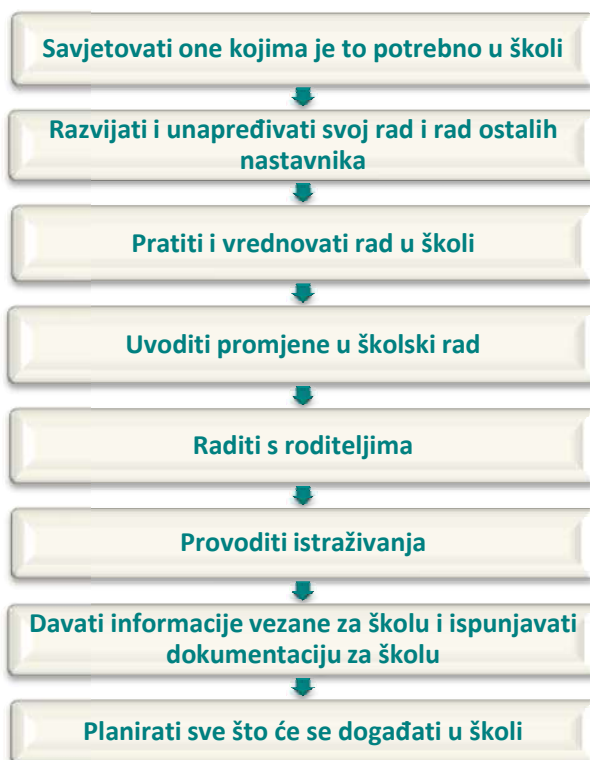 Savjetovati one kojima je to potrebno u školi
Razvijati i unapređivati svoj rad i rad ostalih
nastavnika
Pratiti i vrednovati rad u školi
Uvoditi promjene u školski rad
Raditi s roditeljima
Provoditi istraživanja
Davati informacije vezane za školu i ispunjavati
dokumentaciju za školu
Planirati sve što će se događati u školi